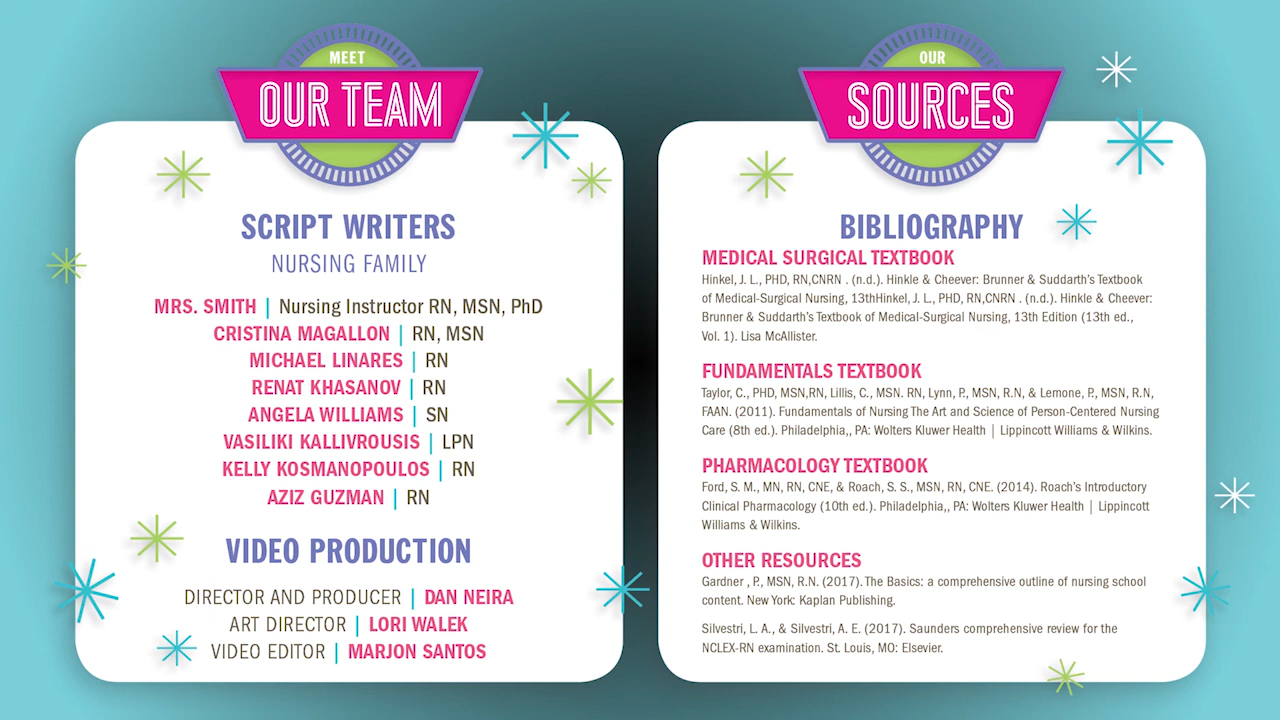 MEET
OUR TEAM
SCRIPT WRITERS
NURSING FAMILY
MRS. SMITH | Nursing Instructor RN, MSN, PhD
CRISTINA MAGALLON | RN, MSN
MICHAEL LINARES | RN
RENAT KHASANOV | RN
ANGELA WILLIAMS | SN
VASILIKI KALLIVROUSIS | LPN
KELLY KOSMANOPOULOS | RN
AZIZ GUZMAN | RN
VIDEO PRODUCTION
DIRECTOR AND PRODUCER | DAN NEIRA
ART DIRECTOR | LORI WALEK
VIDEO EDITOR | MARJON SANTOS
OUR
SOURCES
BIBLIOGRAPHY
MEDICAL SURGICAL TEXTBOOK
Hinkel, J. L., PHD, RN,CNRN . (n.d.). Hinkle & Cheever: Brunner & Suddarth's Textbook
of Medical-Surgical Nursing, 13thHinkel, J. L., PHD, RN,CNRN . (n.d.). Hinkle & Cheever:
Brunner & Suddarth's Textbook of Medical-Surgical Nursing, 13th Edition (13th ed.,
Vol. 1). Lisa McAllister.
FUNDAMENTALS TEXTBOOK
Taylor, C., PHD, MSN,RN, Lillis, C., MSN. RN, Lynn, P., MSN, R.N, & Lemone, P., MSN, R.N,
FAAN. (2011). Fundamentals of Nursing The Art and Science of Person-Centered Nursing
Care (8th ed.). Philadelphia,, PA: Wolters Kluwer Health | Lippincott Williams & Wilkins.
PHARMACOLOGY TEXTBOOK
Ford, S. M., MN, RN, CNE, & Roach, S. S., MSN, RN, CNE. (2014). Roach's Introductory
Clinical Pharmacology (10th ed.). Philadelphia,, PA: Wolters Kluwer Health | Lippincott
Williams & Wilkins.
OTHER RESOURCES
Gardner , P., MSN, R.N. (2017). The Basics: a comprehensive outline of nursing school
content. New York: Kaplan Publishing.
Silvestri, L. A., & Silvestri, A. E. (2017). Saunders comprehensive review for the
NCLEX-RN examination. St. Louis, MO: Elsevier.